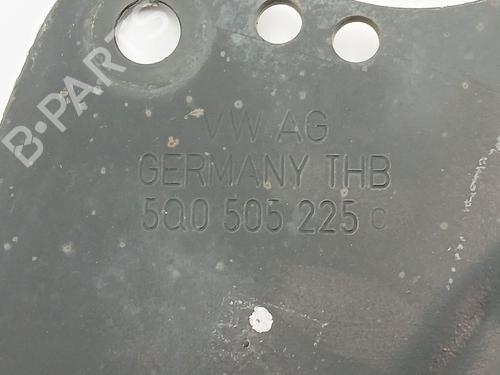 B-PARTS
VW AG
GERMANY THB
5Q0 505 225 C